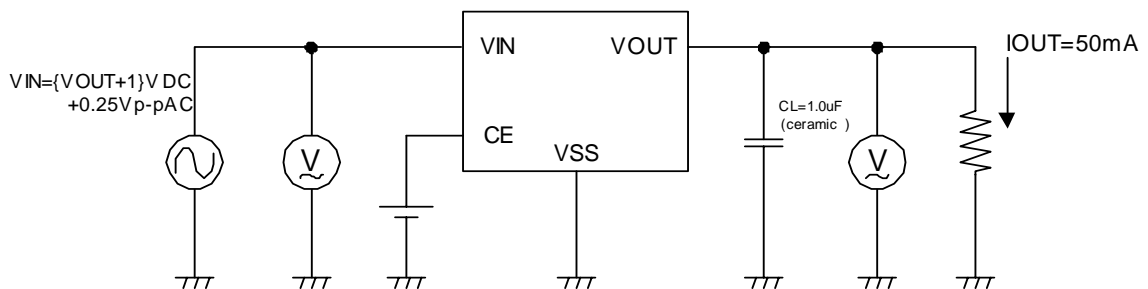 VIN
VOUT
IOUT=50mA
VIN={VOUT+1}VDC
+0.25Vp-pAC
CL=1.0uF
(ceramic )
CE
V
V
VSS